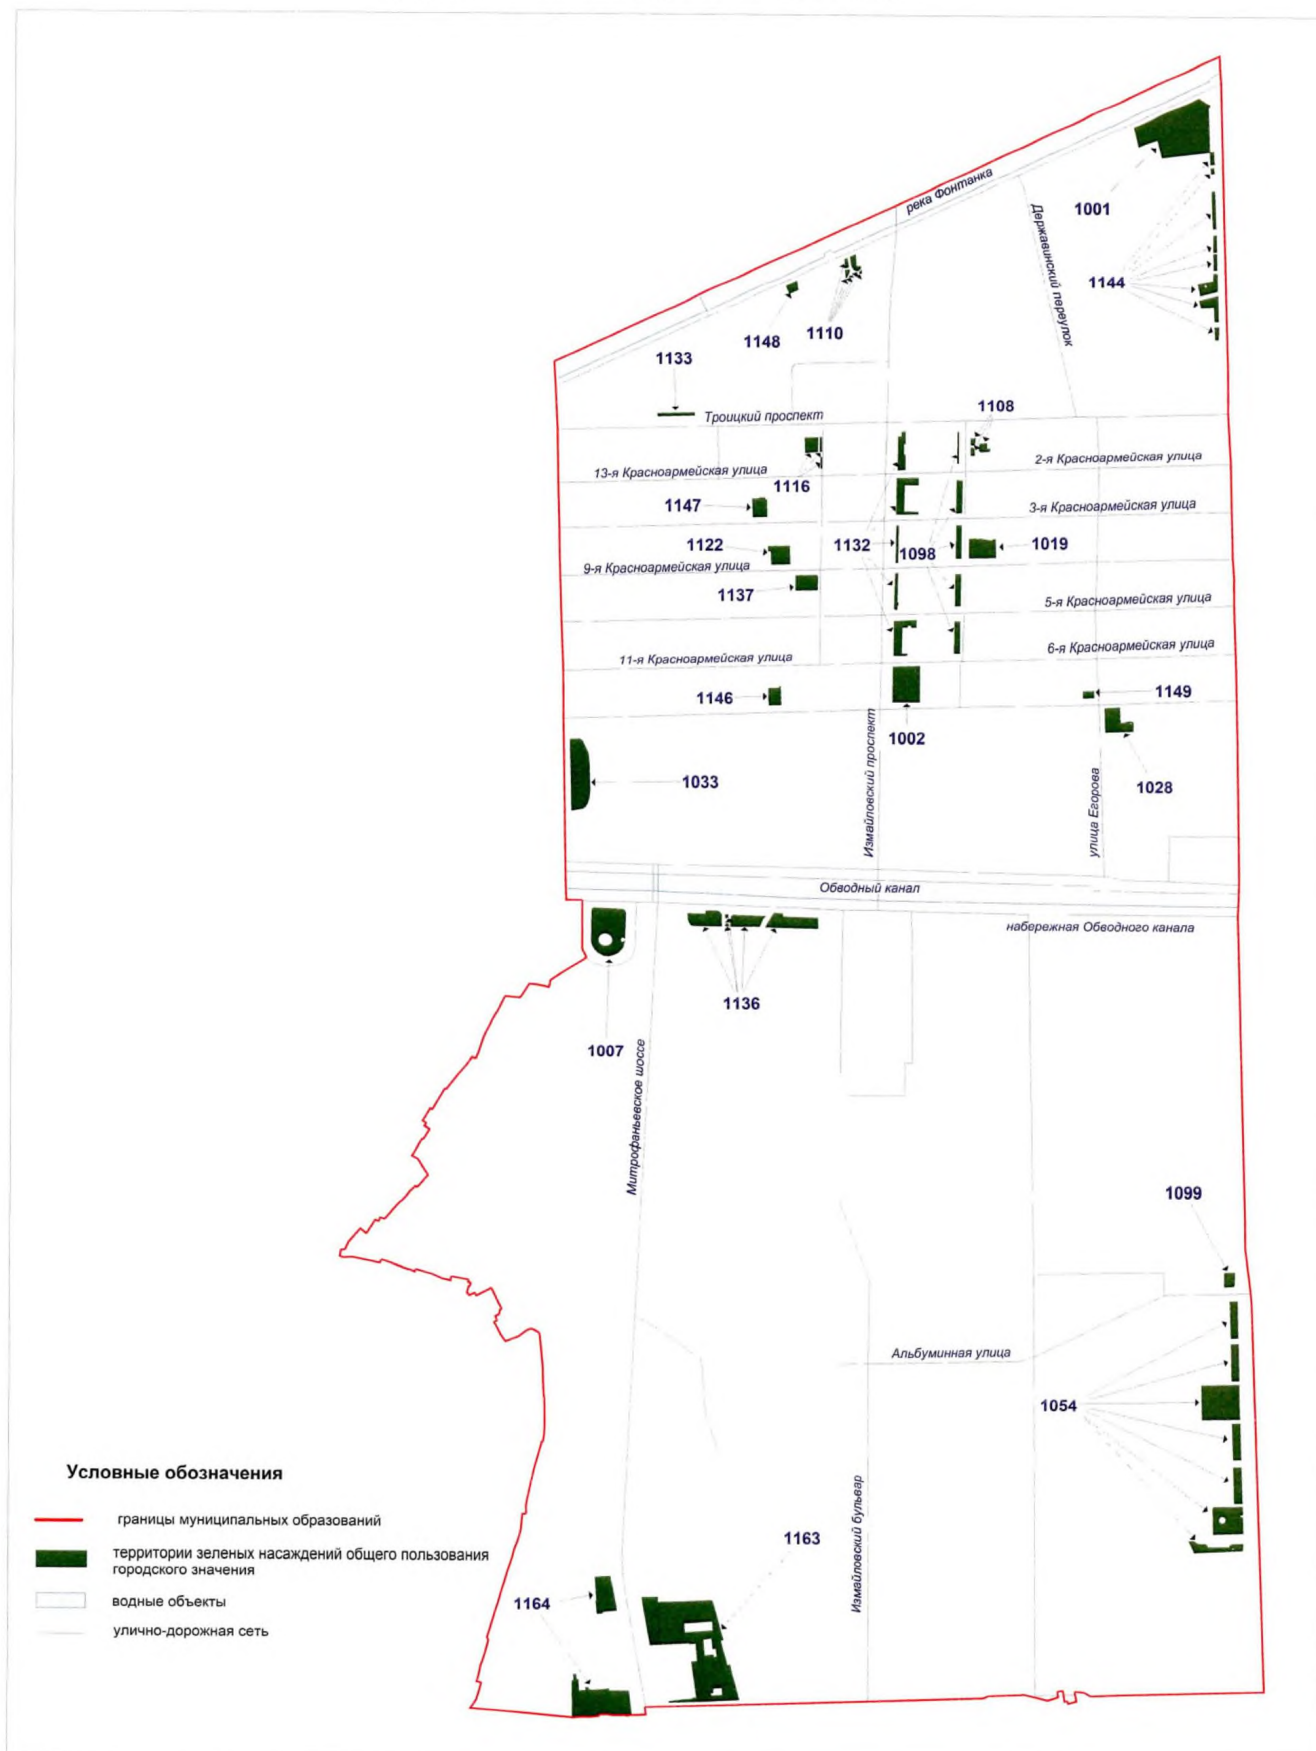 река Фонтанка
1001
Державинский переулок
1144
1148
1110
1133
Троицкий проспект
1108
13-я Красноармейская улица
2-я Красноармейская улица
1116
1147
3-я Красноармейская улица
1122
1132
1098
1019
9-я Красноармейская улица
1137
5-я Красноармейская улица
11-я Красноармейская улица
6-я Красноармейская улица
1146
1149
1002
Измайловский проспект
1033
1028
улица Егорова
Обводный канал
набережная Обводного канала
1136
1007
Митрофаньевское шоссе
1099
Альбуминная улица
1054
Измайловский бульвар
1163
1164
Условные обозначения
границы муниципальных образований
территории зеленых насаждений общего пользования
городского значения
водные объекты
улично-дорожная сеть